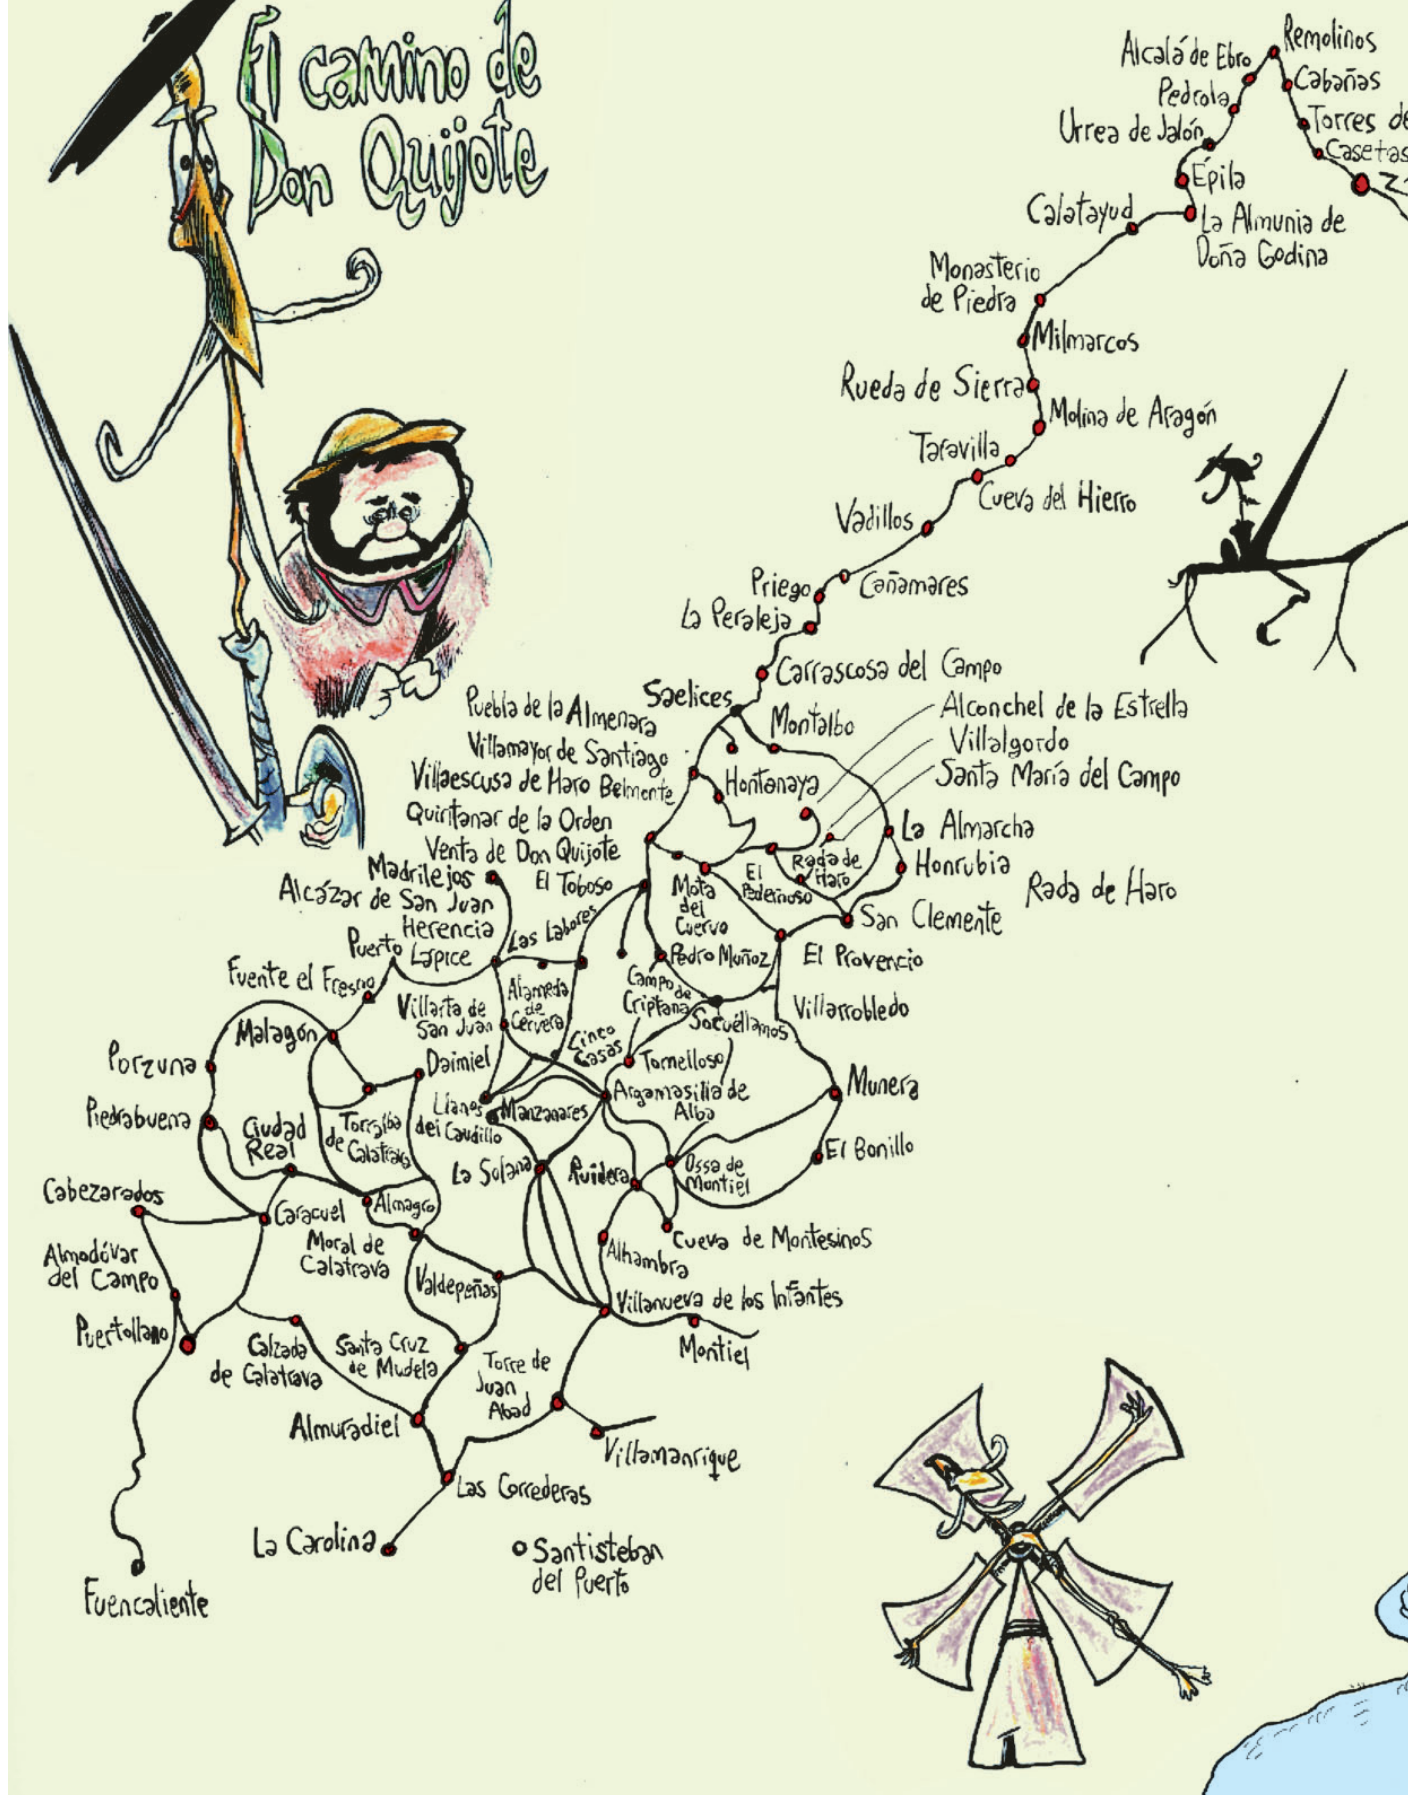 El camino de
Don Quijote
Remolinos
Alcalá de Ebro
Cabañas
Pedrola
Torres de
Urrea de Jalón
Casetas
Épila
Calatayud
La Almunia de
Doña Godina
Monasterio
de Piedra
Milmarcos
Rueda de Sierra
Molina de Aragón
Taravilla
Cueva del Hierro
Vadillos
Priego
Cañamares
La Peraleja
Carrascosa del Campo
Saelices
Puebla de la Almenara
Montalbo
Alconchel de la Estrella
Villamayor de Santiago
Villalgordo
Villaescusa de Haro Belmonte
Hontanaya
Santa María del Campo
Quintanar de la Orden
La Almarcha
Venta de Don Quijote
Rada de
Haro
Honrubia
Madrilejos
El Toboso
Mota
del
Cuervo
El
Pedernoso
Rada de Haro
Alcázar de San Juan
Herencia
San Clemente
Las Labores
Puerto
Lápice
Pedro Muñoz
El Provencio
Fuente el Fresno
Campo de
Criptana
Villarta de
San Juan
Alameda
de
Cervera
Socuéllamos
Villarrobledo
Malagón
Cinco
Casas
Porzuna
Daimiel
Tomelloso
Munera
Piedrabuena
Ciudad
Real
Torralba
de Calatrava
Llanos
del Caudillo
Manzanares
Argamasilla de
Alba
El Bonillo
La Solana
Ruidera
Ossa de
Montiel
Cabezarados
Caracuel
Almagro
Cueva de Montesinos
Moral de
Calatrava
Almodóvar
del Campo
Alhambra
Valdepeñas
Villanueva de los Infantes
Puertollano
Calzada
de Calatrava
Santa Cruz
de Mudela
Torre de
Juan
Abad
Montiel
Almuradiel
Villamanrique
Las Correderas
La Carolina
Santisteban
del Puerto
Fuencaliente